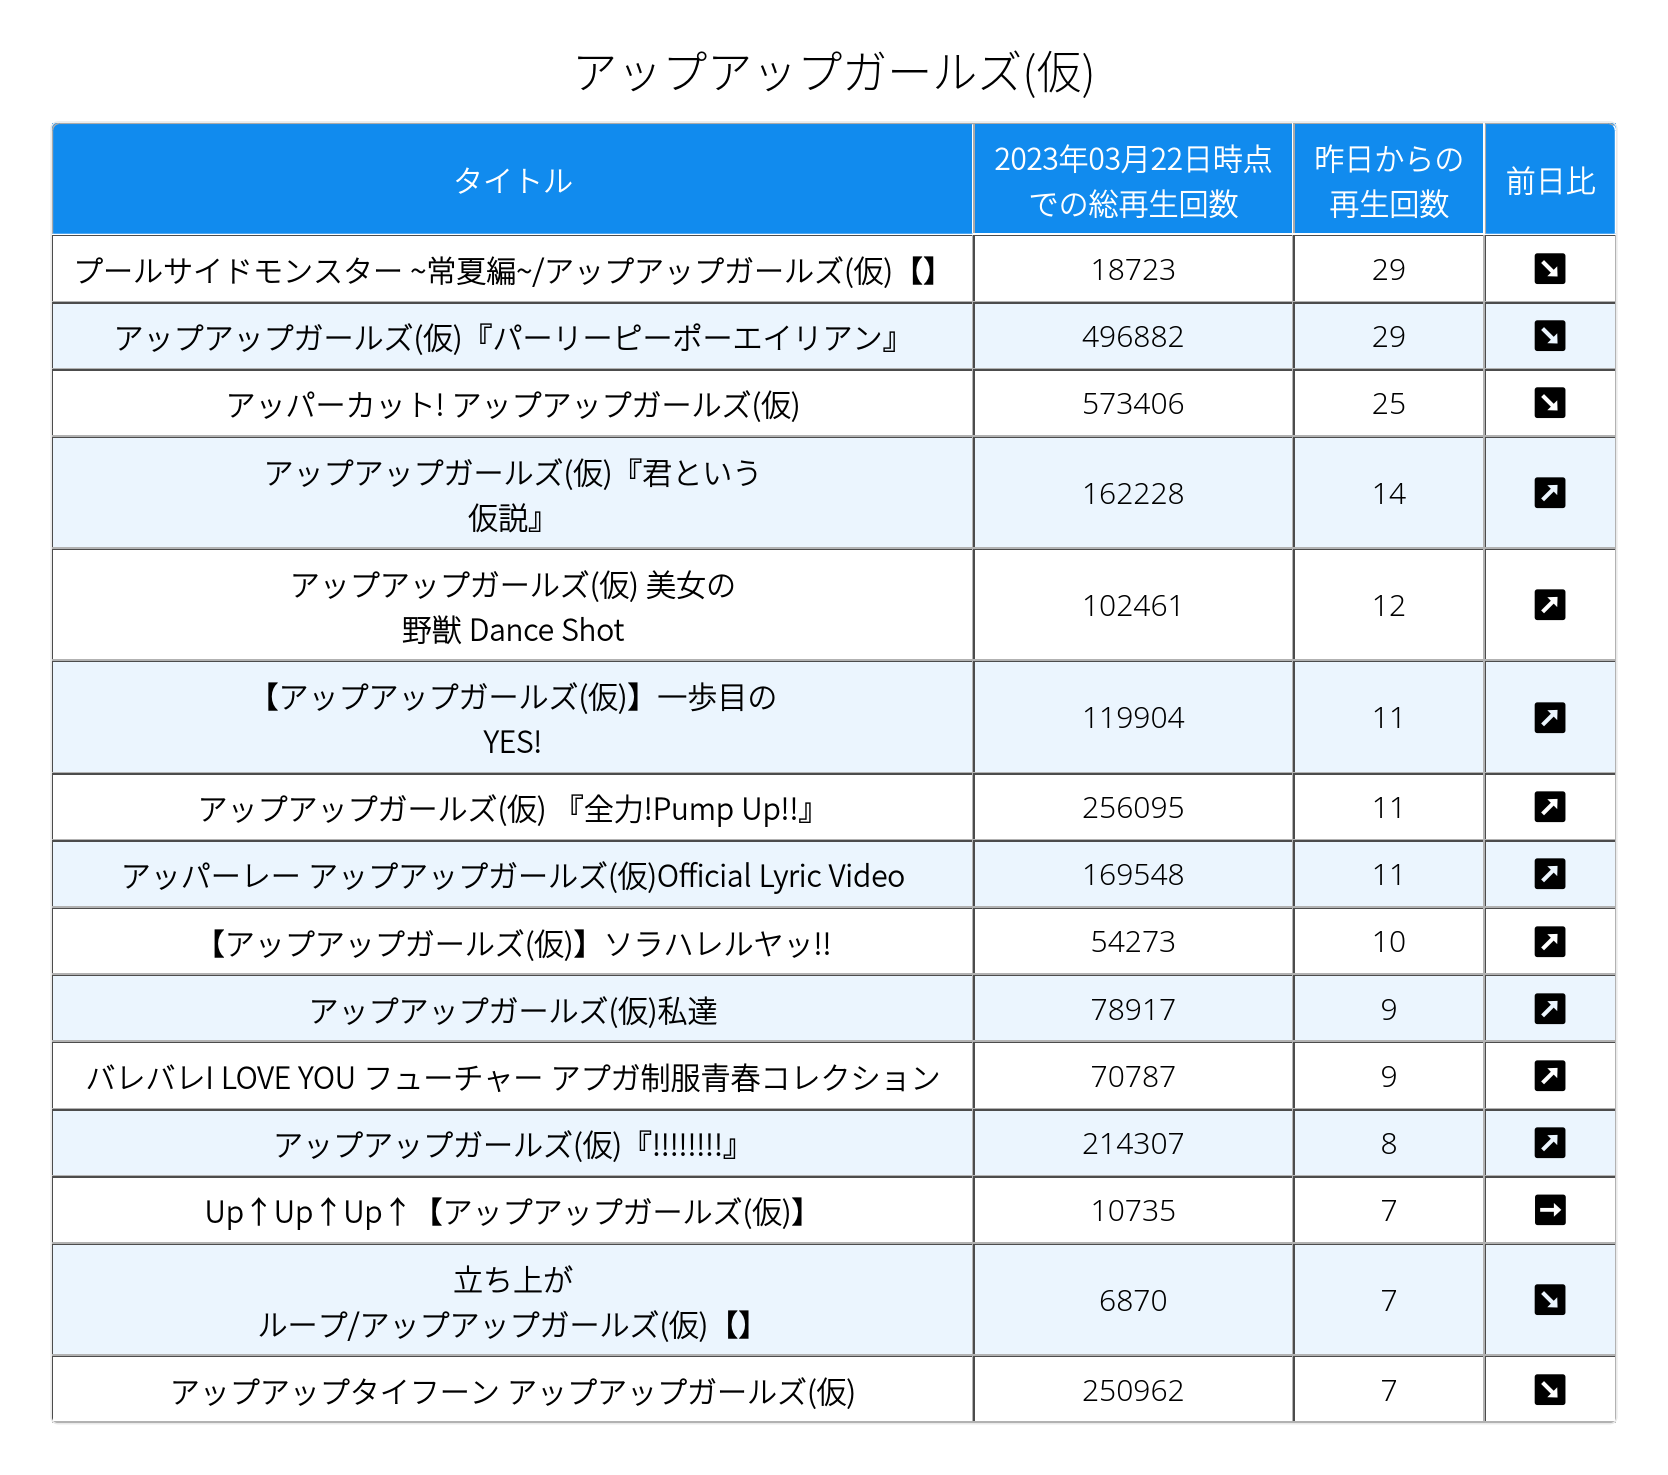 アップアップガールズ(仮)
タイトル
2023年03月22日時点
での総再生回数
昨日からの
再生回数
前日比
プールサイドモンスター ~常夏編~/アップアップガールズ(仮)【】 18723 29 ↘
アップアップガールズ(仮)『パーリーピーポーエイリアン』 496882 29 ↘
アッパーカット! アップアップガールズ(仮) 573406 25 ↘
アップアップガールズ(仮)『君という
仮説』 162228 14 ↗
アップアップガールズ(仮) 美女の
野獣 Dance Shot 102461 12 ↗
【アップアップガールズ(仮)】一歩目の
YES! 119904 11 ↗
アップアップガールズ(仮) 『全力!Pump Up!!』 256095 11 ↗
アッパーレー アップアップガールズ(仮)Official Lyric Video 169548 11 ↗
【アップアップガールズ(仮)】ソラハレルヤッ!! 54273 10 ↗
アップアップガールズ(仮)私達 78917 9 ↗
バレバレI LOVE YOU フューチャー アプガ制服青春コレクション 70787 9 ↗
アップアップガールズ(仮)『!!!!!!!!』 214307 8 ↗
Up↑Up↑Up↑【アップアップガールズ(仮)】 10735 7 →
立ち上が
ループ/アップアップガールズ(仮)【】 6870 7 ↘
アップアップタイフーン アップアップガールズ(仮) 250962 7 ↘